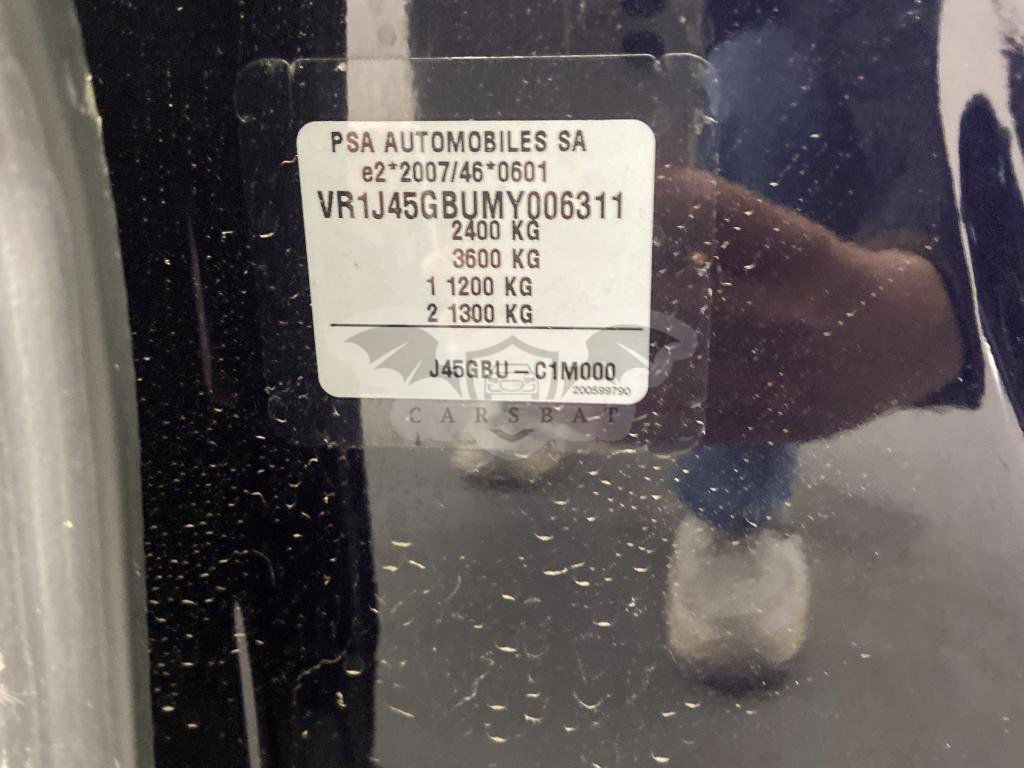 PSA AUTOMOBILES SA
e2*2007/46*0601
VR1J45GBUMY006311
2400 KG
3600 KG
1 1200 KG
2 1300 KG
J45GBU – C1M000
200599790
CARSBAT